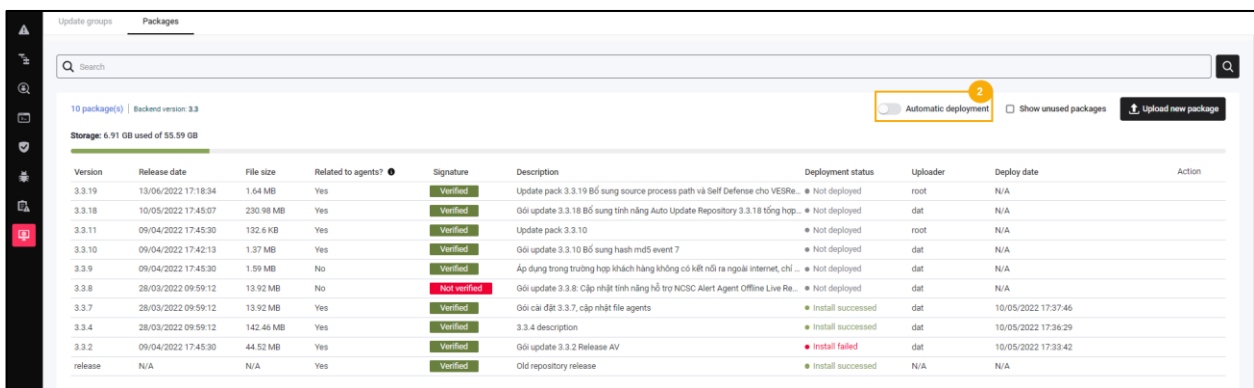 Update groups Packages
Search
2
10 package(s) Backend version: 3.3 Automatic deployment Show unused packages Upload new package
Storage: 6.91 GB used of 55.59 GB
Version Release date File size Related to agents? Signature Description Deployment status Uploader Deploy date Action
3.3.19 13/06/2022 17:18:34 1.64 MB Yes Verified Update pack 3.3.19 Bổ sung source process path và Self Defense cho VESRe... Not deployed root N/A
3.3.18 10/05/2022 17:45:07 230.98 MB Yes Verified Gói update 3.3.18 Bổ sung tính năng Auto Update Repository 3.3.18 tổng hợp... Not deployed dat N/A
3.3.11 09/04/2022 17:45:30 132.6 KB Yes Verified Update pack 3.3.10 Not deployed root N/A
3.3.10 09/04/2022 17:42:13 1.37 MB Yes Verified Gói update 3.3.10 Bổ sung hash md5 event 7 Not deployed dat N/A
3.3.9 09/04/2022 17:45:30 1.59 MB No Verified Áp dụng trong trường hợp khách hàng không có kết nối ra ngoài internet, chỉ ... Not deployed dat N/A
3.3.8 28/03/2022 09:59:12 13.92 MB No Not verified Gói update 3.3.8: Cập nhật tính năng hỗ trợ NCSC Alert Agent Offline Live Re... Not deployed dat N/A
3.3.7 28/03/2022 09:59:12 13.92 MB Yes Verified Gói cài đặt 3.3.7, cập nhật file agents Install successed dat 10/05/2022 17:37:46
3.3.4 28/03/2022 09:59:12 142.46 MB Yes Verified 3.3.4 description Install successed dat 10/05/2022 17:36:29
3.3.2 09/04/2022 17:45:30 44.52 MB Yes Verified Gói update 3.3.2 Release AV Install failed dat 10/05/2022 17:33:42
release N/A N/A Yes Verified Old repository release Install successed N/A N/A